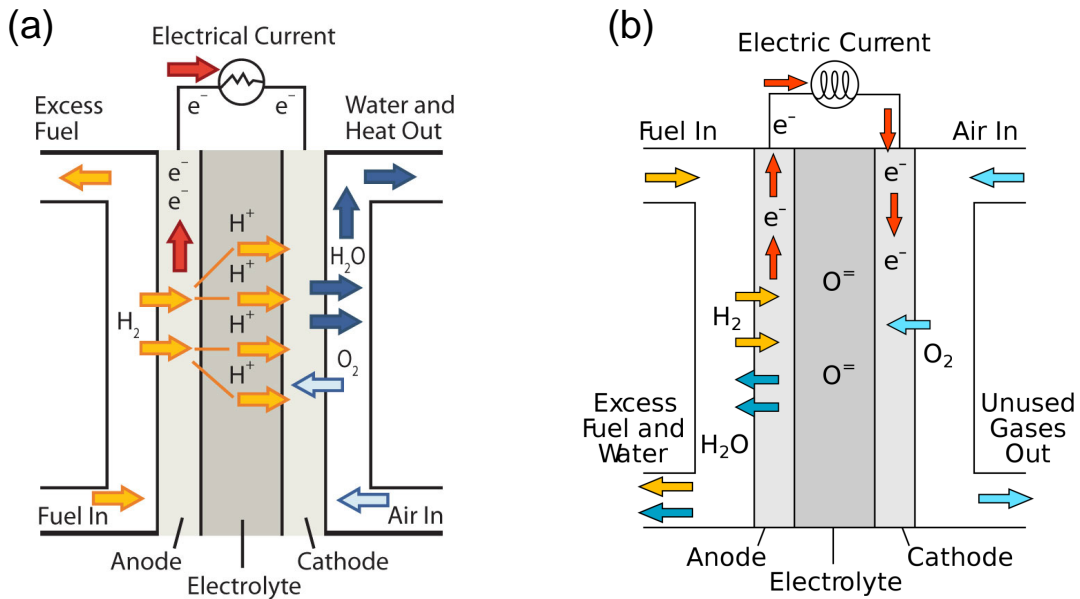 (a)
Electrical Current
e⁻
e⁻
Excess
Fuel
Water and
Heat Out
e⁻
e⁻
H⁺
H₂O
H⁺
H₂
H⁺
O₂
H⁺
Fuel In
Air In
Anode
Cathode
Electrolyte
(b)
Electric Current
e⁻
Fuel In
Air In
e⁻
e⁻
e⁻
O⁼
H₂
O₂
O⁼
Excess
Fuel and
Water
H₂O
Unused
Gases
Out
Anode
Cathode
Electrolyte